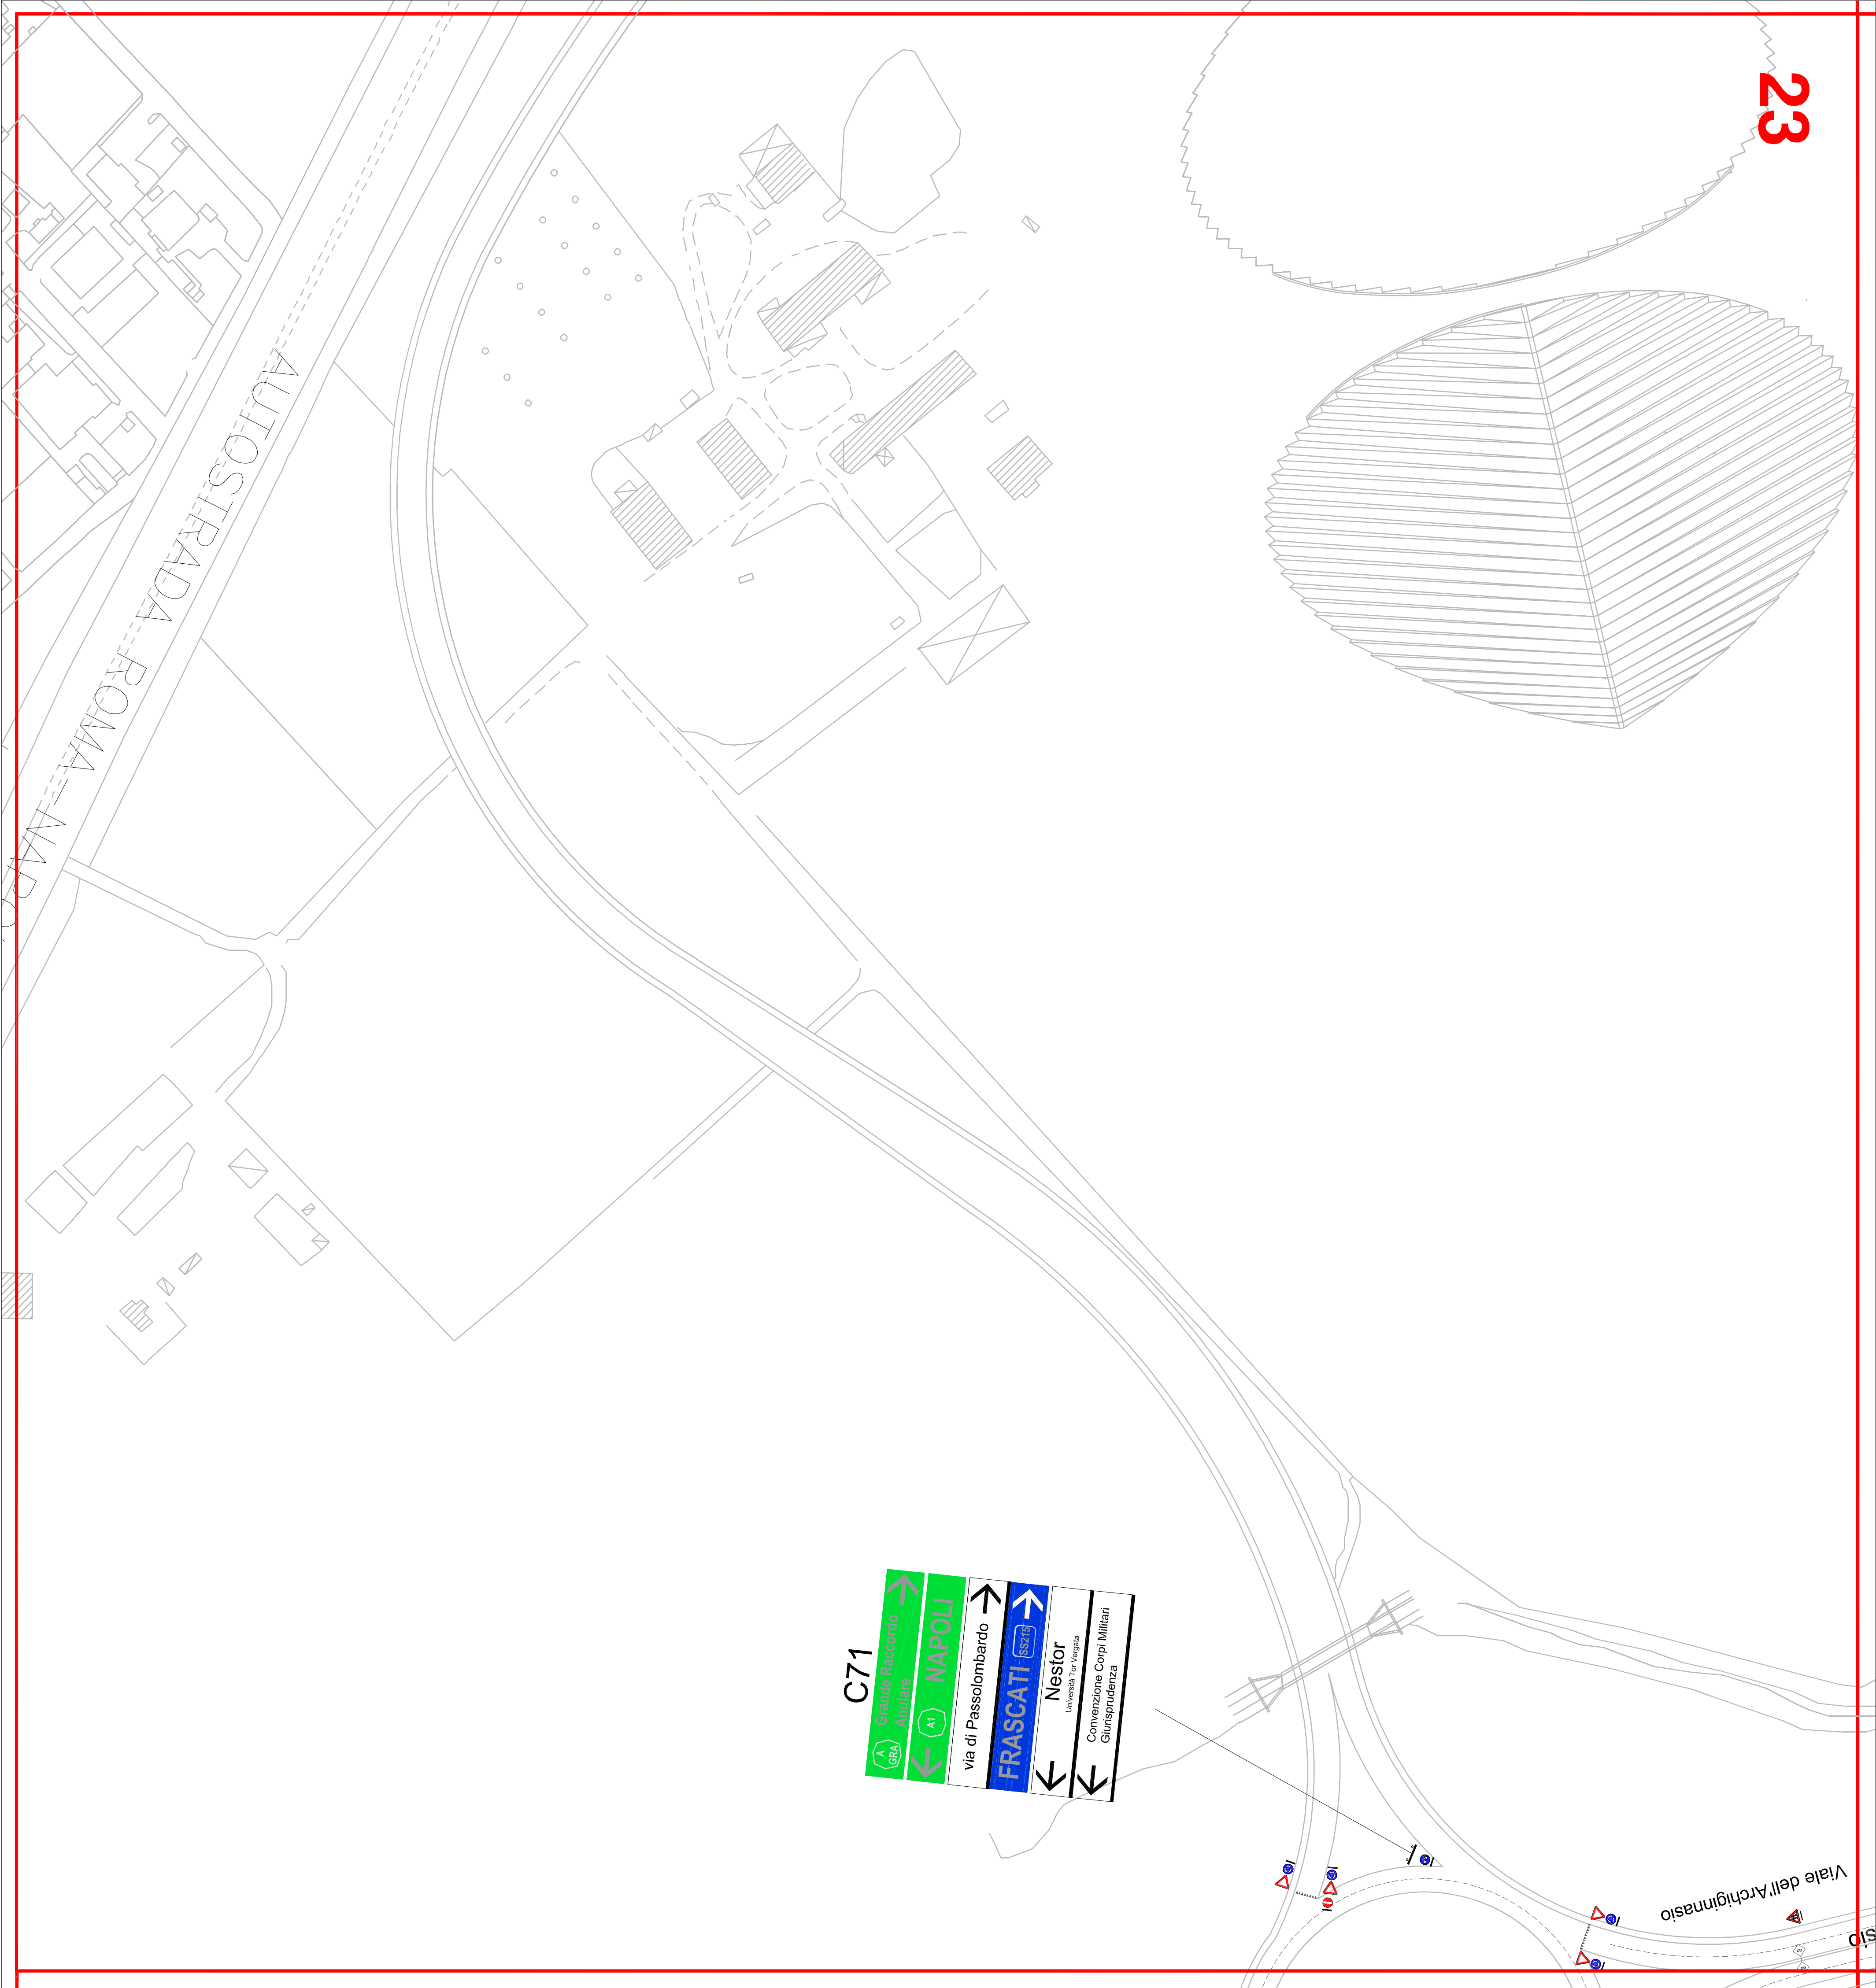 23
AUTOSTRADA ROMA-NAP
C71
Grande Raccordo
Anulare
A
GRA
NAPOLI
A1
via di Passolombardo
FRASCATI SS215
Nestor
Università Tor Vergata
Convenzione Corpi Militari
Giurisprudenza
Viale dell'Archiginnasio
sio